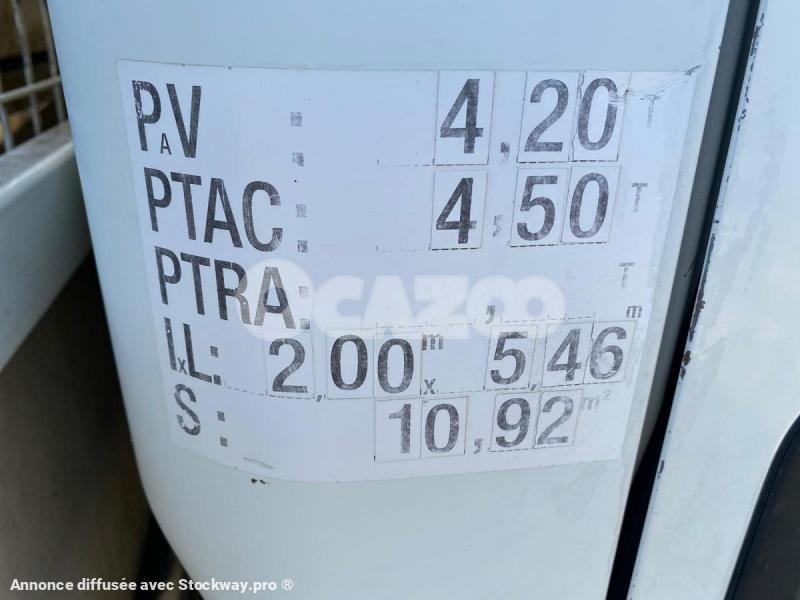 PAV : 4,20 T
PTAC : 4,50 T
PTRA : , T
lxL: 2,00 m x 5,46 m
S : 10,92 m²
CAZOO
Annonce diffusée avec Stockway.pro ®